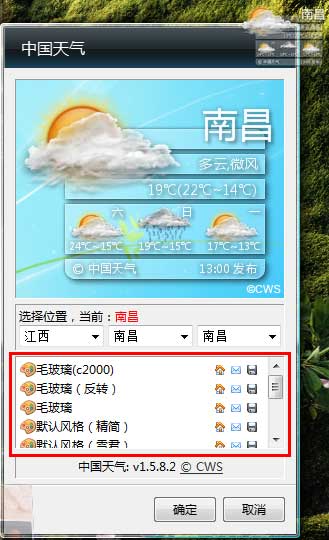 南昌
中国天气
南昌
多云,微风
19℃(22℃~14℃)
六 日 一
24℃~15℃ 19℃~15℃ 17℃~13℃
© 中国天气 13:00 发布
©CWS
选择位置，当前：南昌
江西 南昌 南昌
毛玻璃(c2000)
毛玻璃（反转）
毛玻璃
默认风格（精简）
默认风格（雲君）
中国天气: v1.5.8.2 © CWS
确定 取消